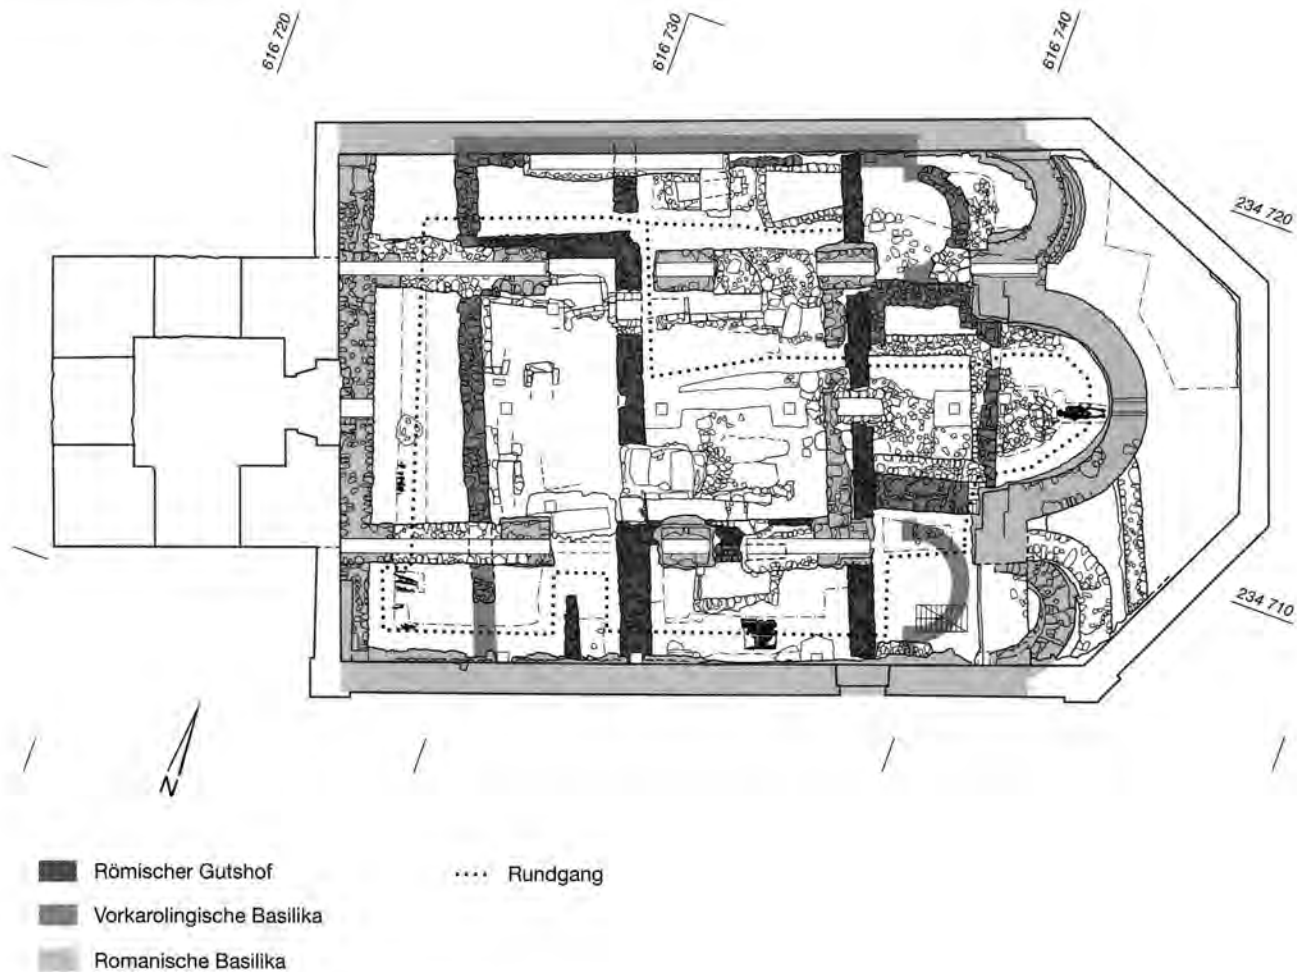 616 720
616 730
616 740
234 720
234 710
N
Römischer Gutshof
Rundgang
Vorkarolingische Basilika
Romanische Basilika